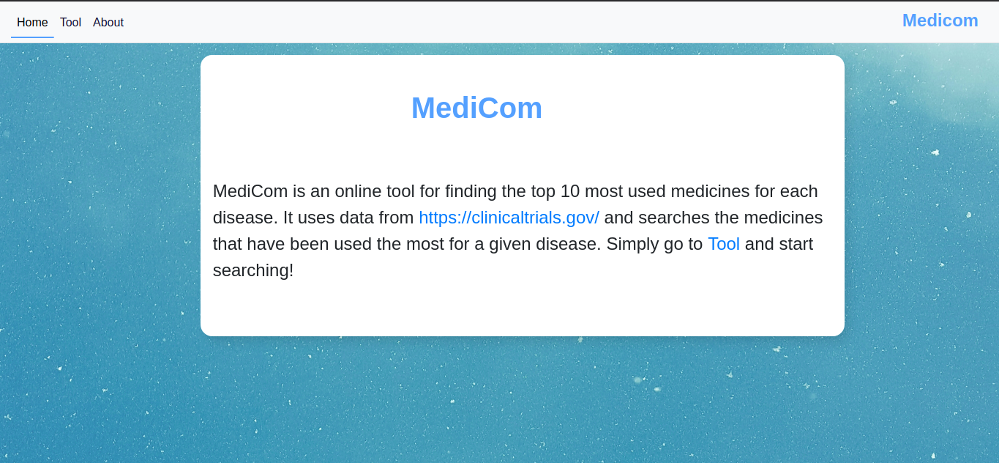 Home Tool About Medicom
MediCom
MediCom is an online tool for finding the top 10 most used medicines for each
disease. It uses data from https://clinicaltrials.gov/ and searches the medicines
that have been used the most for a given disease. Simply go to Tool and start
searching!